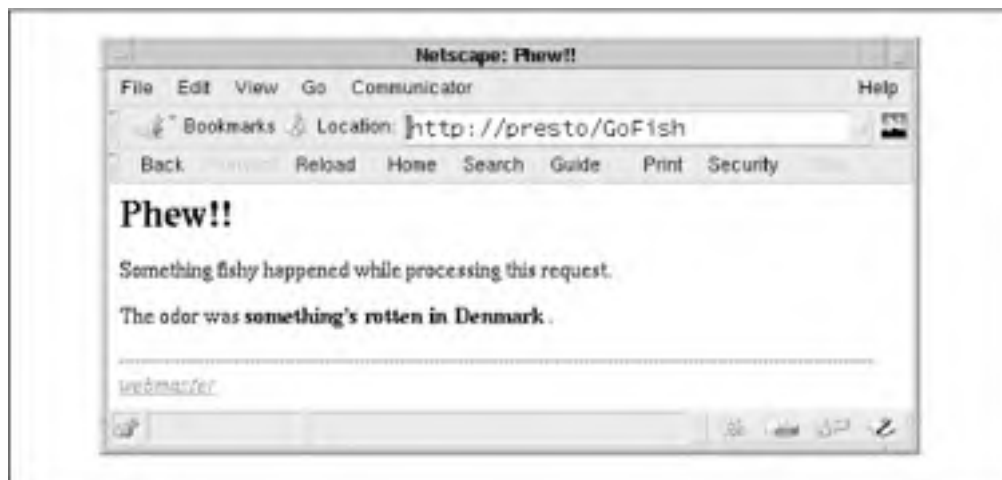 Netscape: Phew!!
File Edit View Go Communicator Help
Bookmarks Location: http://presto/GoFish
Back Reload Home Search Guide Print Security
Phew!!
Something fishy happened while processing this request.
The odor was something's rotten in Denmark .
webmaster